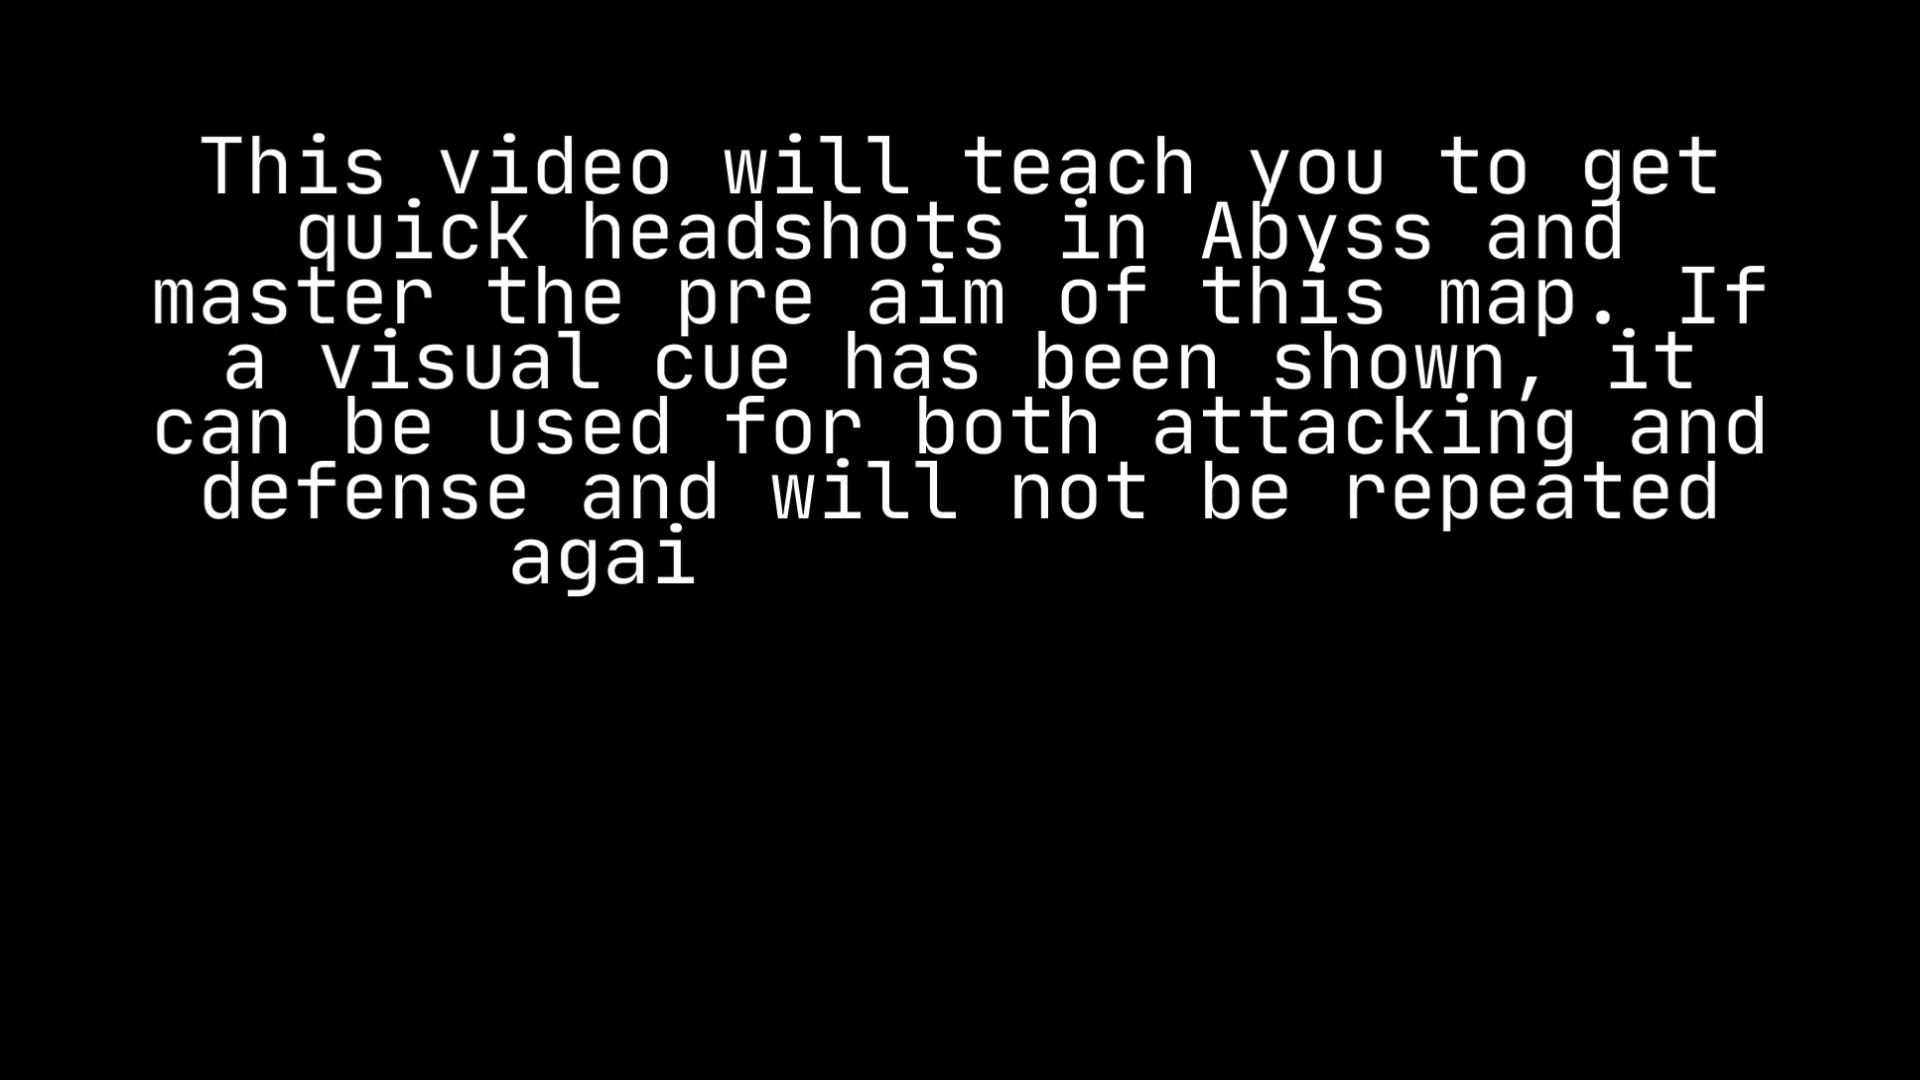 This video will teach you to get
quick headshots in Abyss and
master the pre aim of this map. If
a visual cue has been shown, it
can be used for both attacking and
defense and will not be repeated
agai